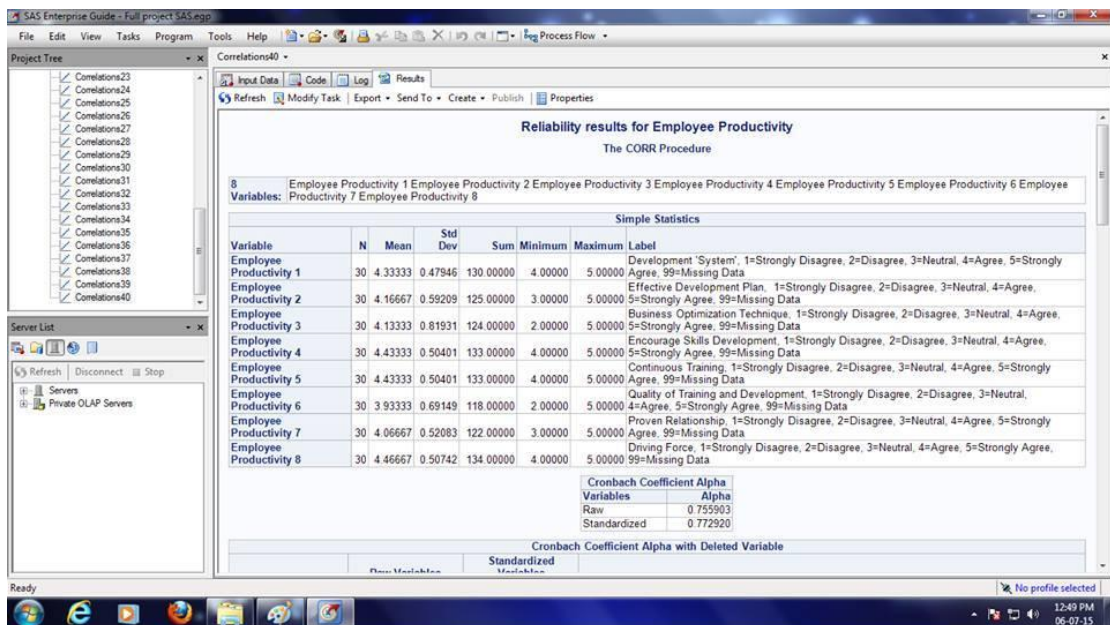 SAS Enterprise Guide - Full project SAS.egp
File Edit View Tasks Program Tools Help Process Flow
Project Tree
Correlations23
Correlations24
Correlations25
Correlations26
Correlations27
Correlations28
Correlations29
Correlations30
Correlations31
Correlations32
Correlations33
Correlations34
Correlations35
Correlations36
Correlations37
Correlations38
Correlations39
Correlations40
Server List
Refresh Disconnect Stop
Servers
Private OLAP Servers
Correlations40
Input Data Code Log Results
Refresh Modify Task Export Send To Create Publish Properties
Reliability results for Employee Productivity
The CORR Procedure
8 Employee Productivity 1 Employee Productivity 2 Employee Productivity 3 Employee Productivity 4 Employee Productivity 5 Employee Productivity 6 Employee
Variables: Productivity 7 Employee Productivity 8
Simple Statistics
Variable N Mean Std Dev Sum Minimum Maximum Label
Employee Development 'System', 1=Strongly Disagree, 2=Disagree, 3=Neutral, 4=Agree, 5=Strongly
Productivity 1 30 4.33333 0.47946 130.00000 4.00000 5.00000 Agree, 99=Missing Data
Employee Effective Development Plan, 1=Strongly Disagree, 2=Disagree, 3=Neutral, 4=Agree,
Productivity 2 30 4.16667 0.59209 125.00000 3.00000 5.00000 5=Strongly Agree, 99=Missing Data
Employee Business Optimization Technique, 1=Strongly Disagree, 2=Disagree, 3=Neutral, 4=Agree,
Productivity 3 30 4.13333 0.81931 124.00000 2.00000 5.00000 5=Strongly Agree, 99=Missing Data
Employee Encourage Skills Development, 1=Strongly Disagree, 2=Disagree, 3=Neutral, 4=Agree,
Productivity 4 30 4.43333 0.50401 133.00000 4.00000 5.00000 5=Strongly Agree, 99=Missing Data
Employee Continuous Training, 1=Strongly Disagree, 2=Disagree, 3=Neutral, 4=Agree, 5=Strongly
Productivity 5 30 4.43333 0.50401 133.00000 4.00000 5.00000 Agree, 99=Missing Data
Employee Quality of Training and Development, 1=Strongly Disagree, 2=Disagree, 3=Neutral,
Productivity 6 30 3.93333 0.69149 118.00000 2.00000 5.00000 4=Agree, 5=Strongly Agree, 99=Missing Data
Employee Proven Relationship, 1=Strongly Disagree, 2=Disagree, 3=Neutral, 4=Agree, 5=Strongly
Productivity 7 30 4.06667 0.52083 122.00000 3.00000 5.00000 Agree, 99=Missing Data
Employee Driving Force, 1=Strongly Disagree, 2=Disagree, 3=Neutral, 4=Agree, 5=Strongly Agree,
Productivity 8 30 4.46667 0.50742 134.00000 4.00000 5.00000 99=Missing Data
Cronbach Coefficient Alpha
Variables Alpha
Raw 0.755903
Standardized 0.772920
Cronbach Coefficient Alpha with Deleted Variable
Standardized
Raw Variables Variables
Ready
No profile selected
12:49 PM
06-07-15